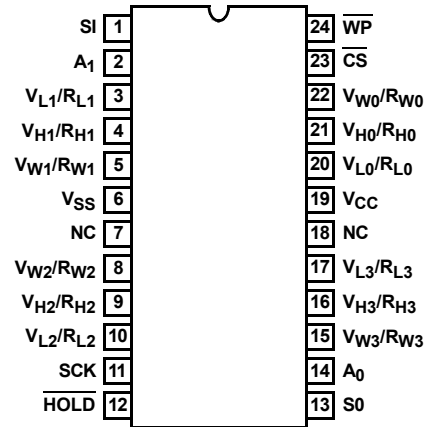 SI 1 24 W̅P̅
A1 2 23 C̅S̅
VL1/RL1 3 22 VW0/RW0
VH1/RH1 4 21 VH0/RH0
VW1/RW1 5 20 VL0/RL0
VSS 6 19 VCC
NC 7 18 NC
VW2/RW2 8 17 VL3/RL3
VH2/RH2 9 16 VH3/RH3
VL2/RL2 10 15 VW3/RW3
SCK 11 14 A0
H̅O̅L̅D̅ 12 13 S0